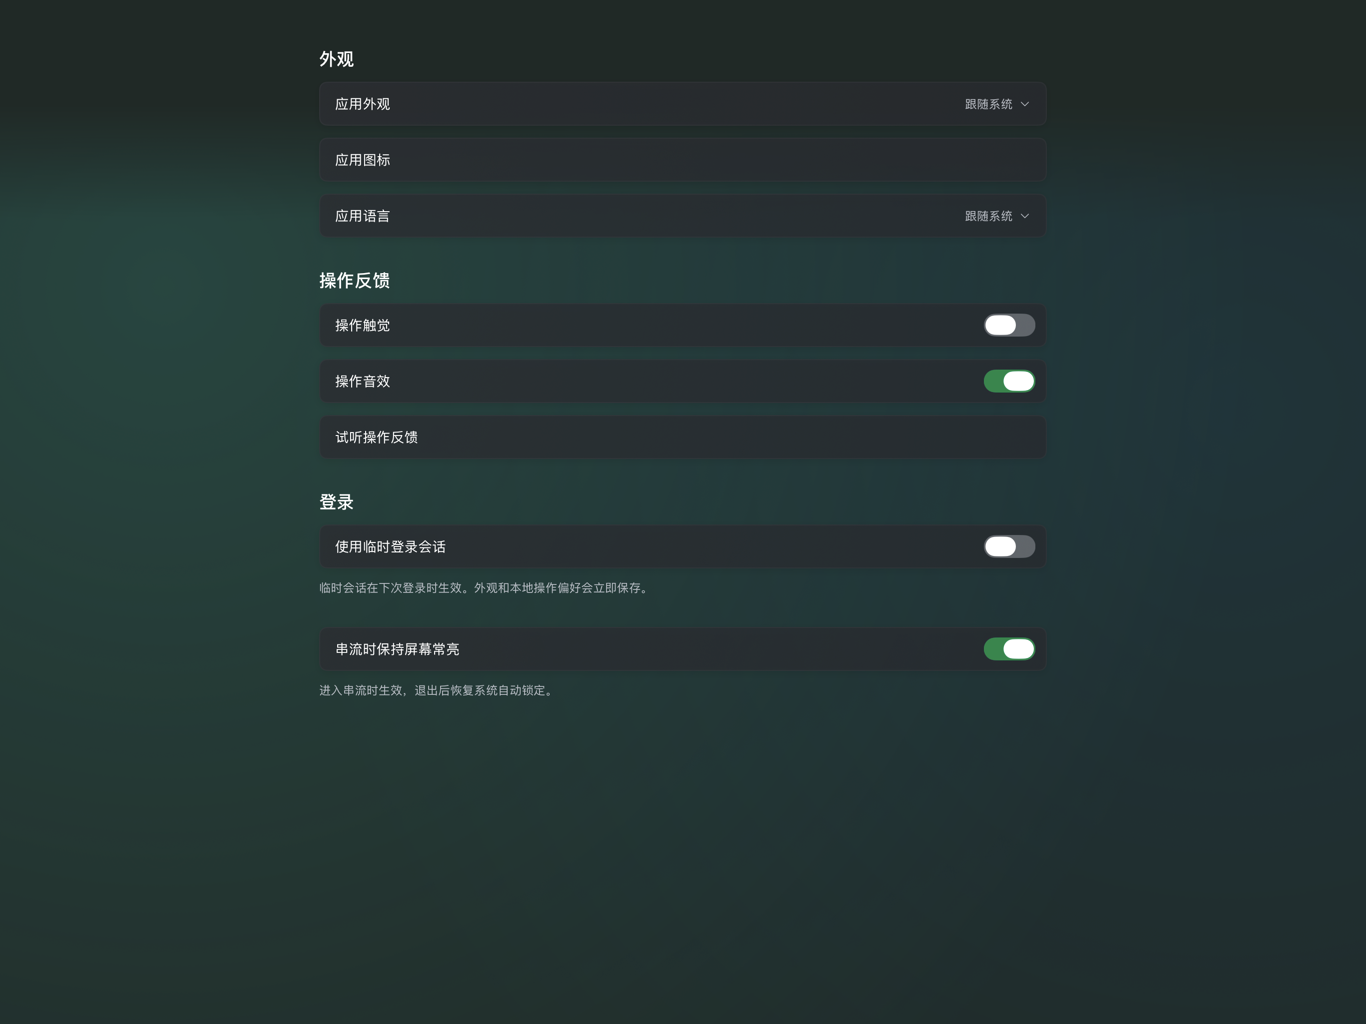 外观
应用外观 跟随系统
应用图标
应用语言 跟随系统
操作反馈
操作触觉
操作音效
试听操作反馈
登录
使用临时登录会话
临时会话在下次登录时生效。外观和本地操作偏好会立即保存。
串流时保持屏幕常亮
进入串流时生效，退出后恢复系统自动锁定。